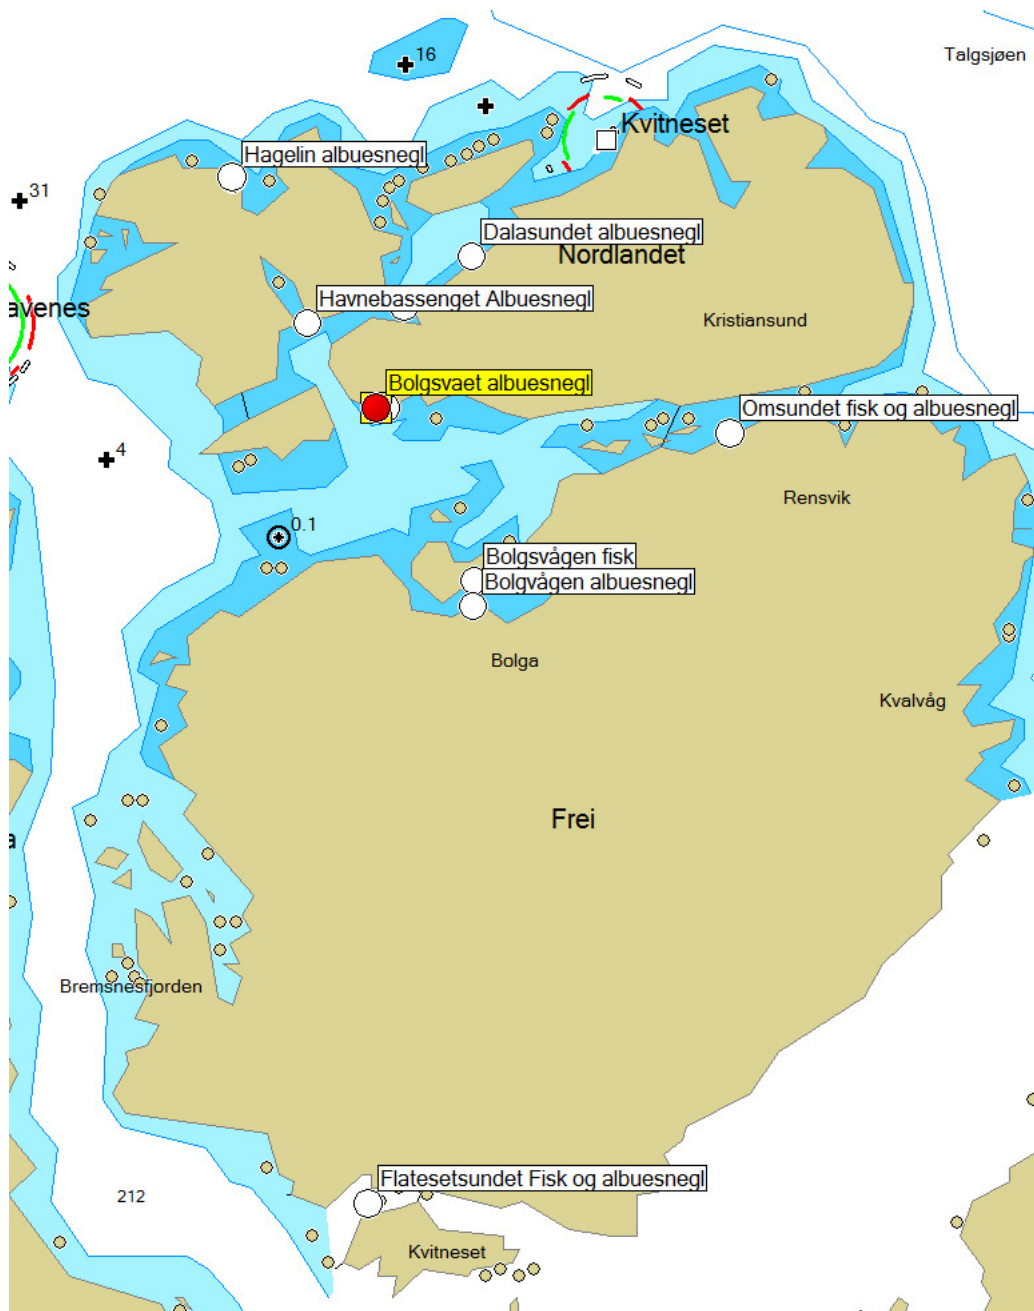 16
Talgsjøen
Kvitneset
Hagelin albuesnegl
31
Dalasundet albuesnegl
Nordlandet
avenes
Havnebassenget Albuesnegl
Kristiansund
Bolgsvaet albuesnegl
Omsundet fisk og albuesnegl
4
Rensvik
0.1
Bolgsvågen fisk
Bolgvågen albuesnegl
Bolga
Kvalvåg
Frei
a
Bremsnesfjorden
Flatesetsundet Fisk og albuesnegl
212
Kvitneset